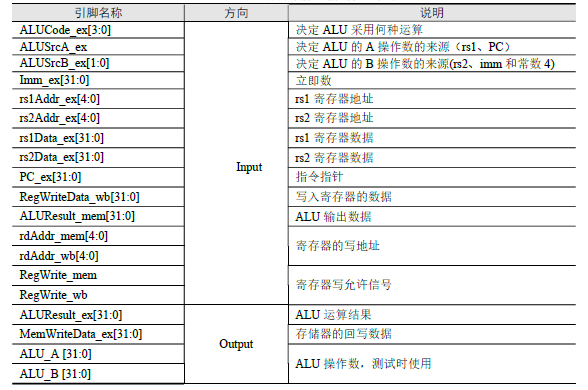 引脚名称 方向 说明
ALUCode_ex[3:0] 决定 ALU 采用何种运算
ALUSrcA_ex 决定 ALU 的 A 操作数的来源（rs1、PC）
ALUSrcB_ex[1:0] 决定 ALU 的 B 操作数的来源(rs2、imm 和常数 4)
Imm_ex[31:0] 立即数
rs1Addr_ex[4:0] rs1 寄存器地址
rs2Addr_ex[4:0] rs2 寄存器地址
rs1Data_ex[31:0] rs1 寄存器数据
rs2Data_ex[31:0] rs2 寄存器数据
Input
PC_ex[31:0] 指令指针
RegWriteData_wb[31:0] 写入寄存器的数据
ALUResult_mem[31:0] ALU 输出数据
rdAddr_mem[4:0]
寄存器的写地址
rdAddr_wb[4:0]
RegWrite_mem
寄存器写允许信号
RegWrite_wb
ALUResult_ex[31:0] ALU 运算结果
MemWriteData_ex[31:0] 存储器的回写数据
Output
ALU_A [31:0]
ALU 操作数，测试时使用
ALU_B [31:0]